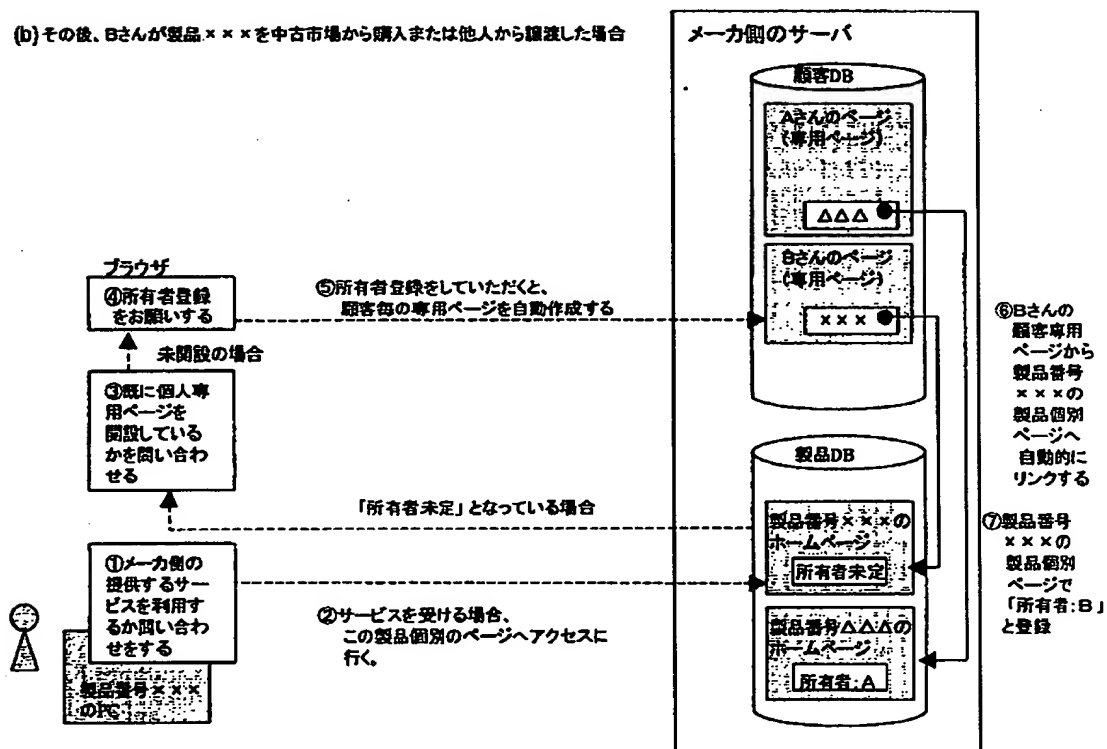 (b)その後、Bさんが製品×××を中古市場から購入または他人から譲渡した場合
メーカ側のサーバ
顧客DB
Aさんのページ
(専用ページ)
△△△
Bさんのページ
(専用ページ)
×××
ブラウザ
④所有者登録
をお願いする
⑤所有者登録をしていただくと、
顧客毎の専用ページを自動作成する
未開設の場合
③既に個人専
用ページを
開設している
かを問い合わ
せる
⑥Bさんの
顧客専用
ページから
製品番号
×××の
製品個別
ページへ
自動的に
リンクする
製品DB
「所有者未定」となっている場合
製品番号×××の
ホームページ
所有者未定
⑦製品番号
×××の
製品個別
ページで
「所有者:B」
と登録
①メーカ側の
提供するサー
ビスを利用す
るか問い合わ
せをする
②サービスを受ける場合、
この製品個別のページへアクセスに
行く。
製品番号△△△の
ホームページ
所有者:A
製品番号×××
のPC